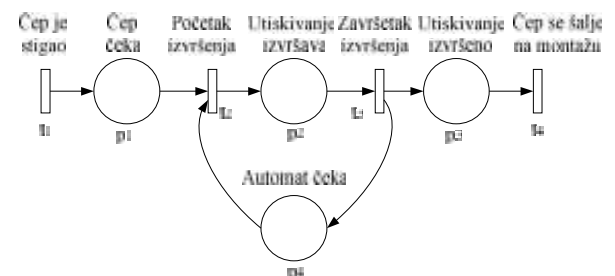 Čep je
stigao
Čep
čeka
Početak
izvršenja
Utiskivanje
izvršava
Završetak
izvršenja
Utiskivanje
izvršeno
Čep se šalje
na montažu
t1
p1
t2
p2
t3
p3
t4
Automat čeka
p4